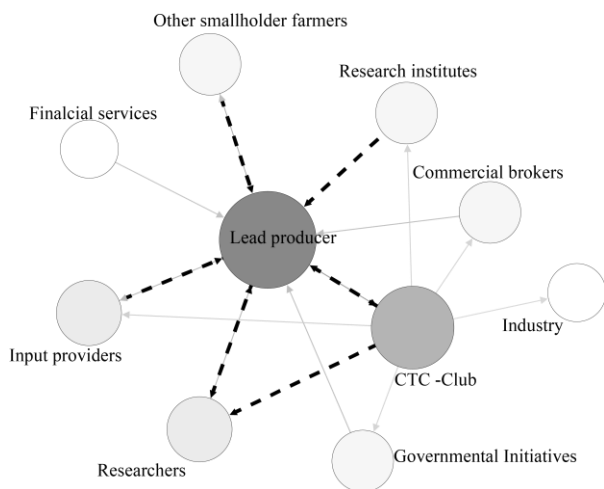 Other smallholder farmers
Research institutes
Finalcial services
Commercial brokers
Lead producer
Industry
Input providers
CTC -Club
Governmental Initiatives
Researchers